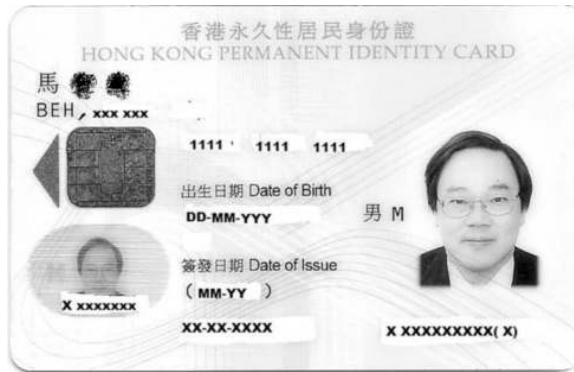 香港永久性居民身份證
HONG KONG PERMANENT IDENTITY CARD
馬
BEH, xxx xxx
1111 1111 1111
出生日期 Date of Birth
DD-MM-YYY
男 M
簽發日期 Date of Issue
( MM-YY )
X xxxxxxx
XX-XX-XXXX
X XXXXXXXXX( X)